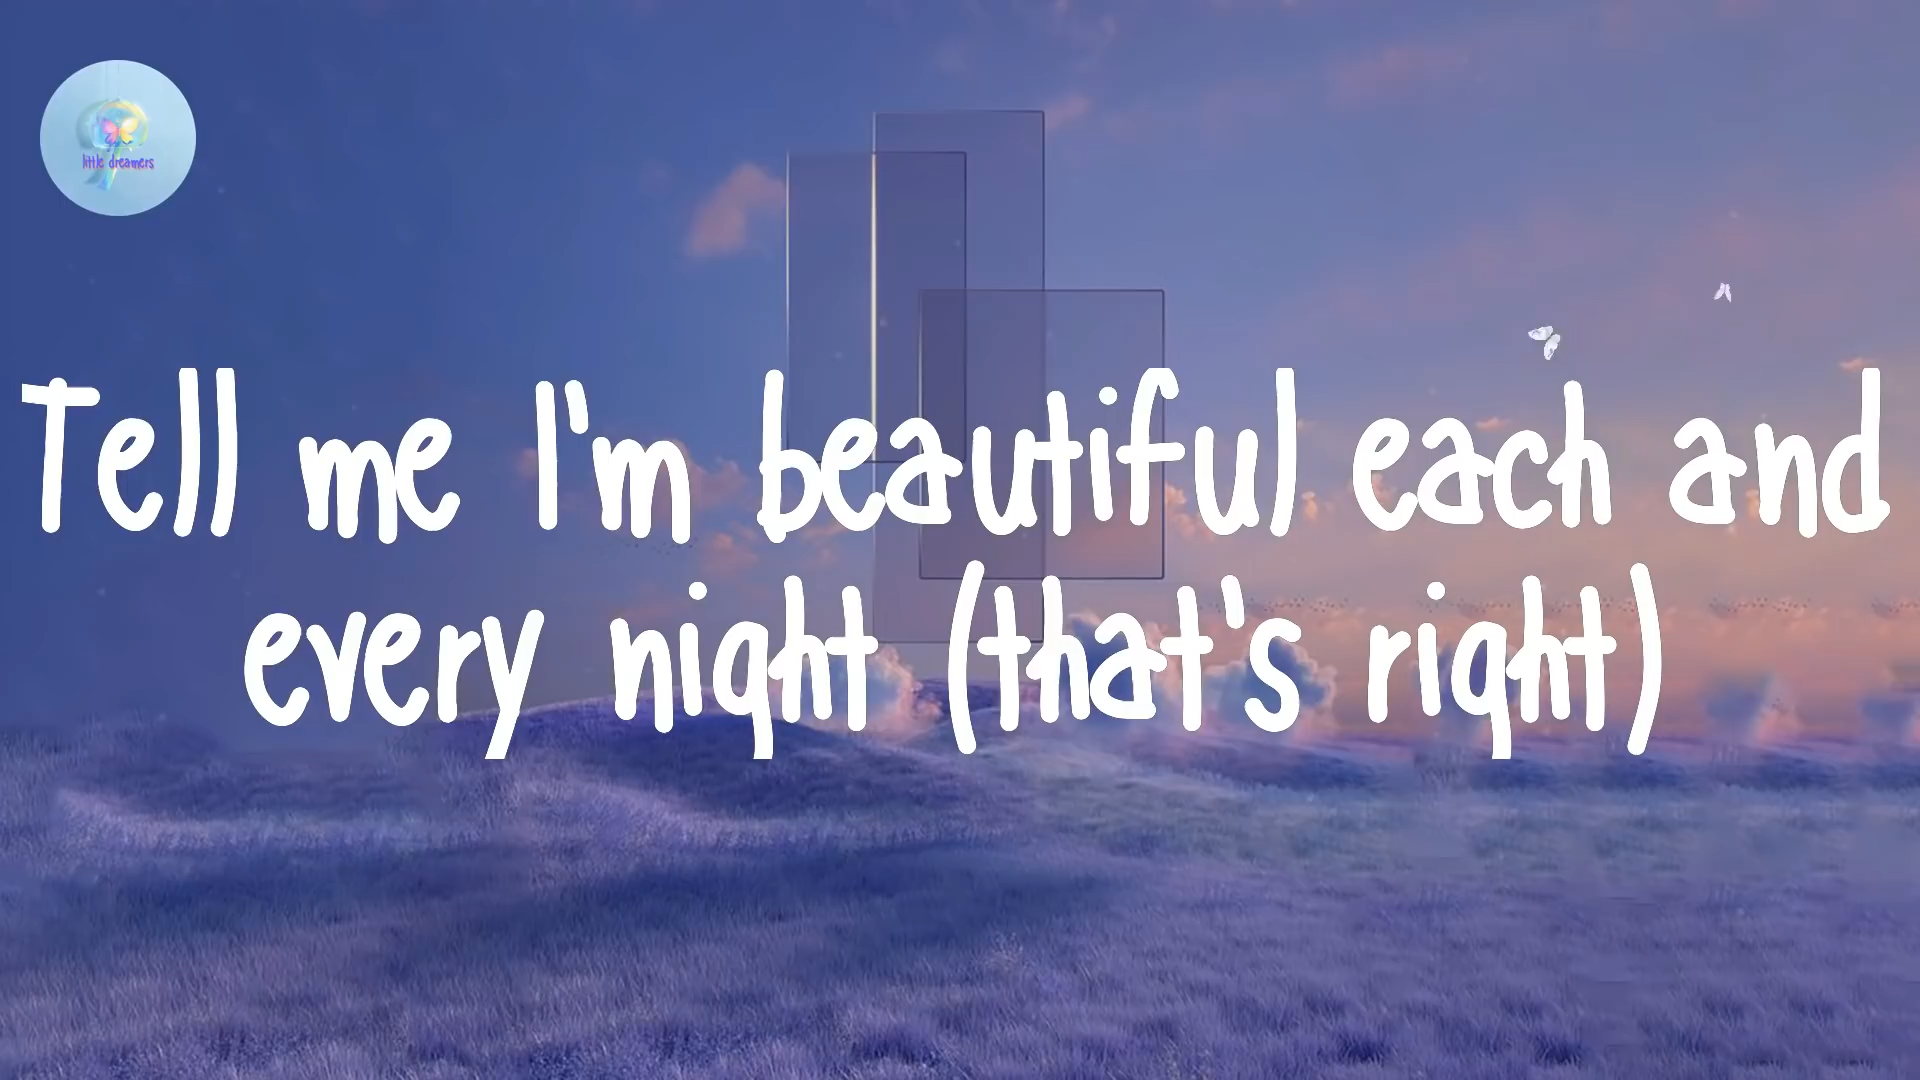 little dreamers
Tell me I'm beautiful each and
every night (that's right)